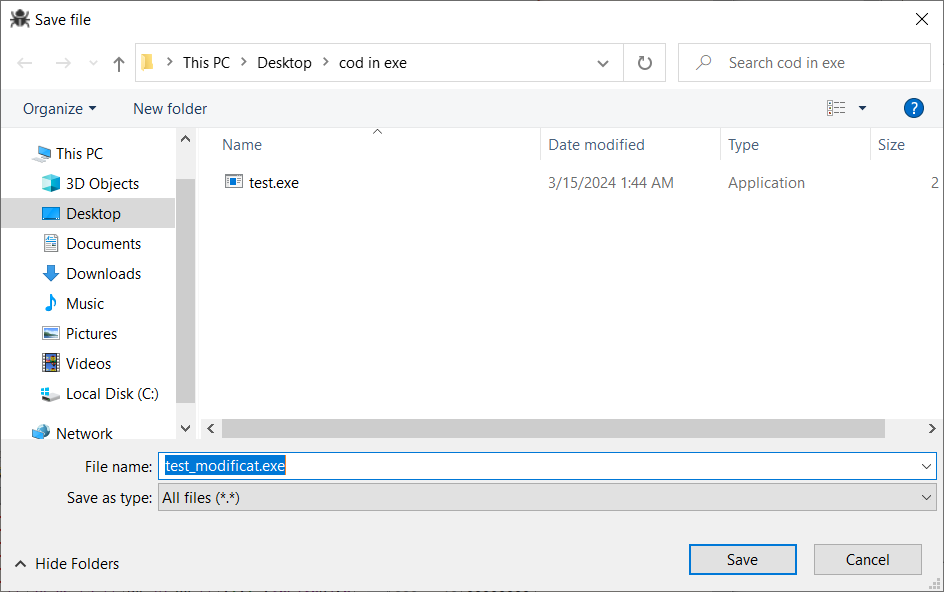 Save file
This PC > Desktop > cod in exe
Search cod in exe
Organize
New folder
?
Name
Date modified
Type
Size
test.exe
3/15/2024 1:44 AM
Application
2
This PC
3D Objects
Desktop
Documents
Downloads
Music
Pictures
Videos
Local Disk (C:)
Network
File name: test_modificat.exe
Save as type: All files (*.*)
Hide Folders
Save
Cancel